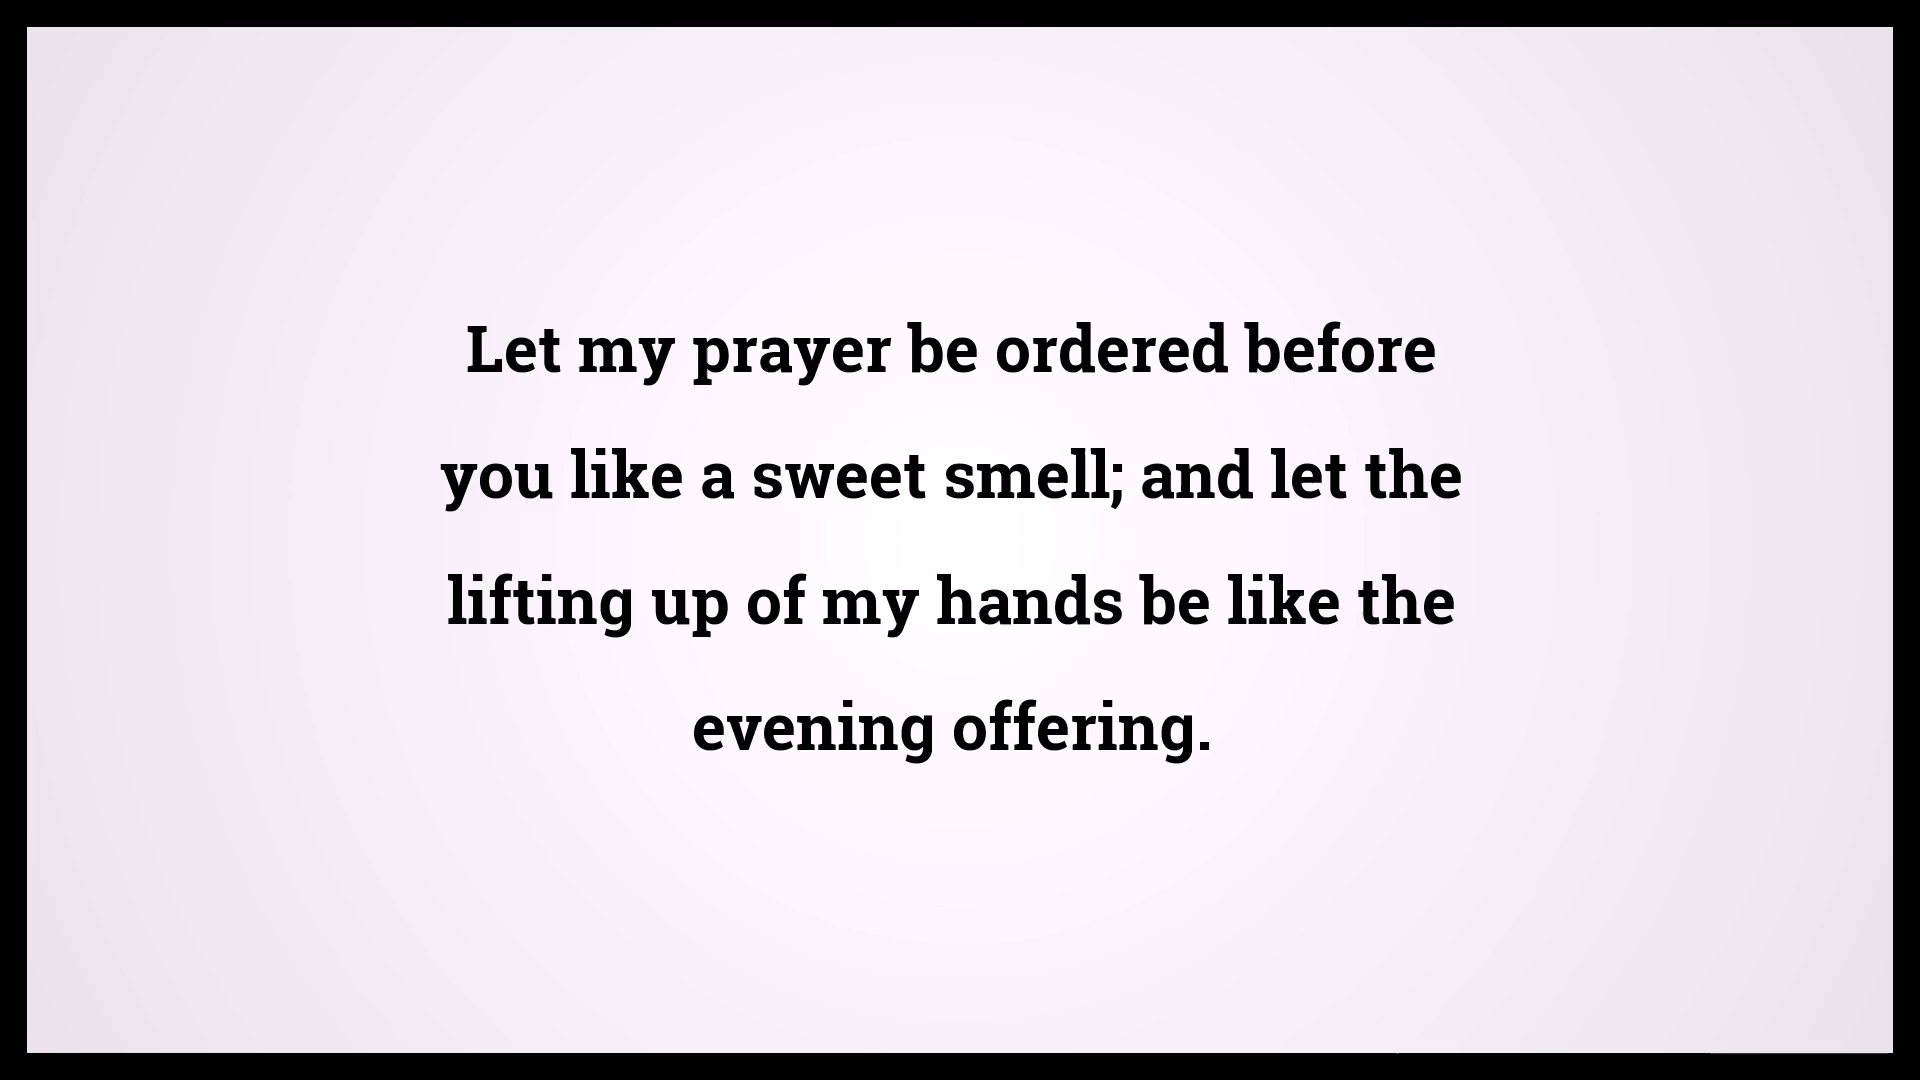 Let my prayer be ordered before
you like a sweet smell; and let the
lifting up of my hands be like the
evening offering.